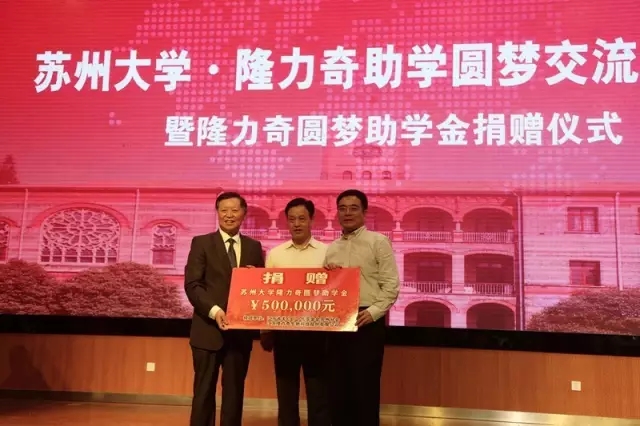 苏州大学·隆力奇助学圆梦交流
暨隆力奇圆梦助学金捐赠仪式
捐 赠
苏州大学隆力奇圆梦助学金
￥500,000元